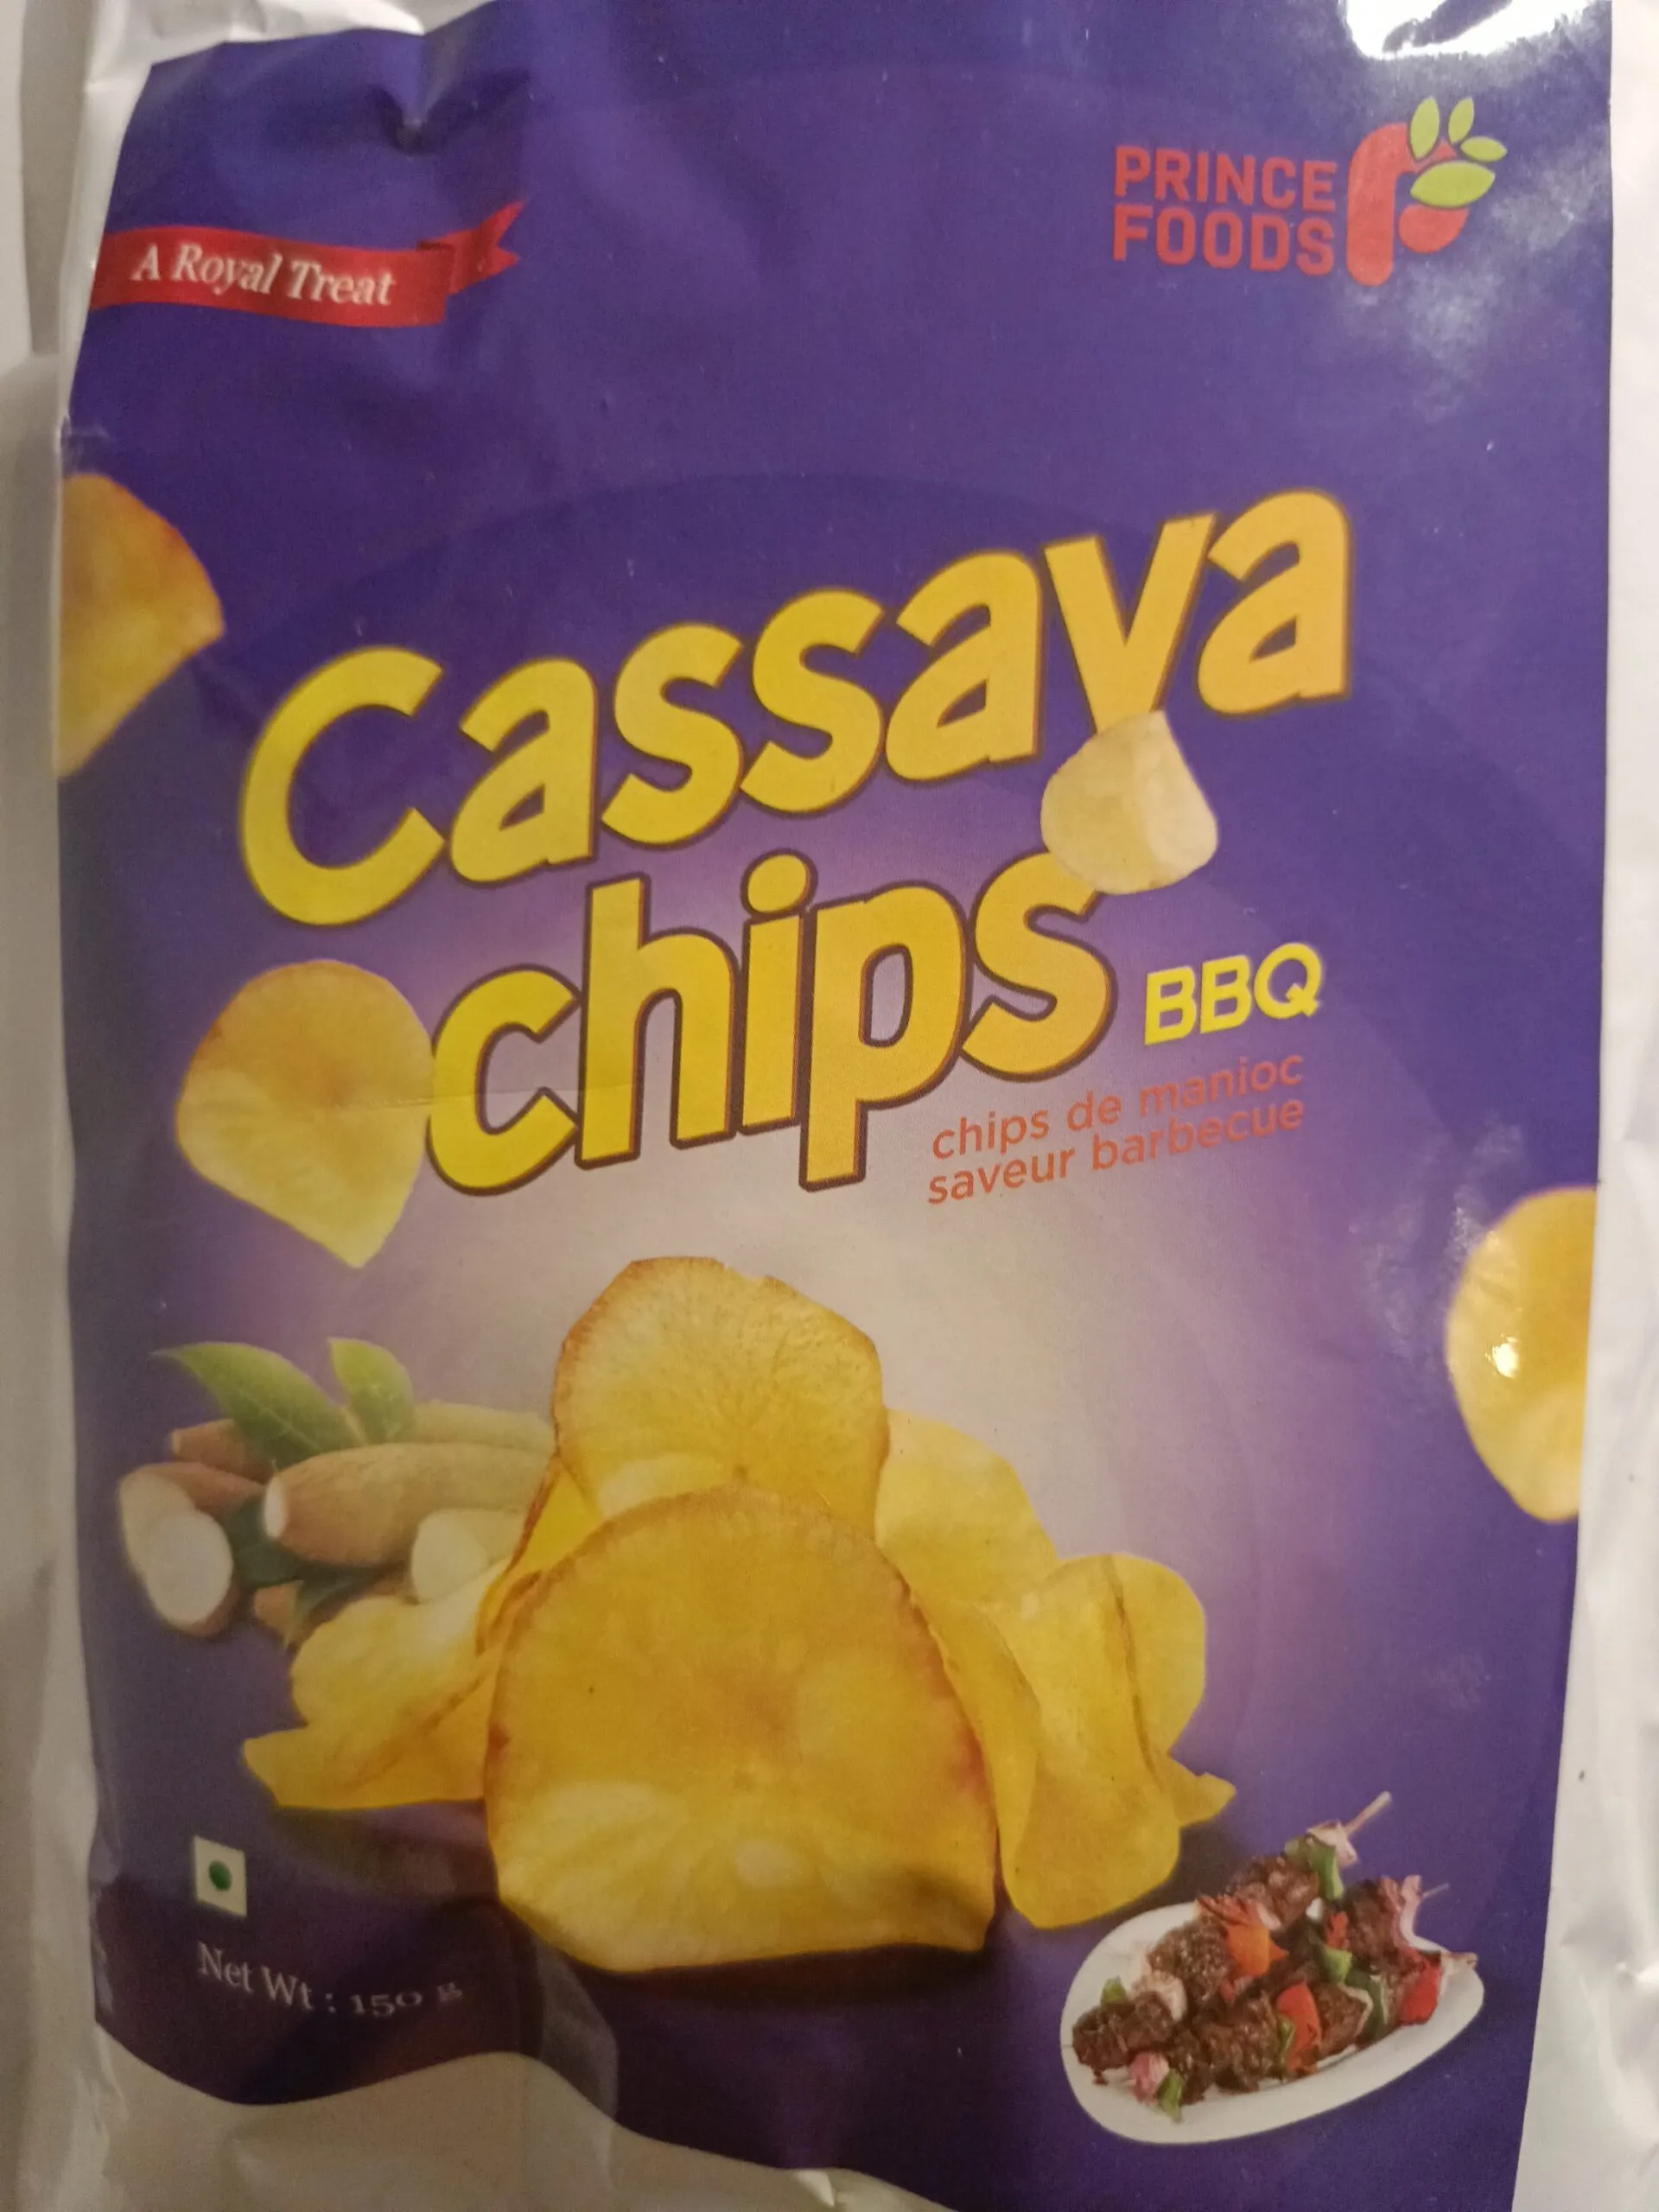 PRINCE
FOODS
A Royal Treat
Cassava
chips
BBQ
chips de manioc
saveur barbecue
Net Wt : 150 g